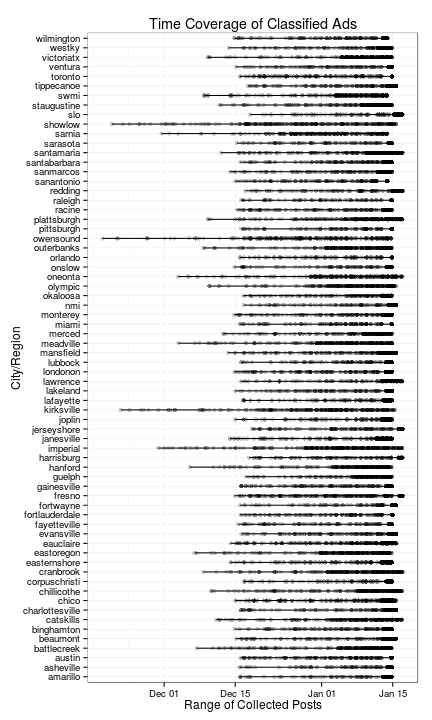 Time Coverage of Classified Ads
City/Region
wilmington
westky
victoriatx
ventura
toronto
tippecanoe
swmi
staugustine
slo
showlow
sarnia
sarasota
santamaria
santabarbara
sanmarcos
sanantonio
redding
raleigh
racine
plattsburgh
pittsburgh
owensound
outerbanks
orlando
onslow
oneonta
olympic
okaloosa
nmi
monterey
miami
merced
meadville
mansfield
lubbock
londonon
lawrence
lakeland
lafayette
kirksville
joplin
jerseyshore
janesville
imperial
harrisburg
hanford
guelph
gainesville
fresno
fortwayne
fortlauderdale
fayetteville
evansville
eauclaire
eastoregon
easternshore
cranbrook
corpuschristi
chillicothe
chico
charlottesville
catskills
binghamton
beaumont
battlecreek
austin
asheville
amarillo
Dec 01 Dec 15 Jan 01 Jan 15
Range of Collected Posts